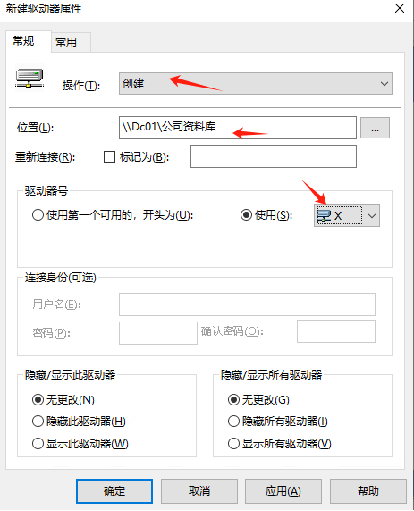 新建驱动器属性
常规 常用
操作(T): 创建
位置(L): \\Dc01\公司资料库 ...
重新连接(R): 标记为(B):
驱动器号
使用第一个可用的，开头为(U): 使用(S): X
连接身份(可选)
用户名(E):
密码(P): 确认密码(O):
隐藏/显示此驱动器 隐藏/显示所有驱动器
无更改(N) 无更改(G)
隐藏此驱动器(H) 隐藏所有驱动器(I)
显示此驱动器(W) 显示所有驱动器(V)
确定 取消 应用(A) 帮助